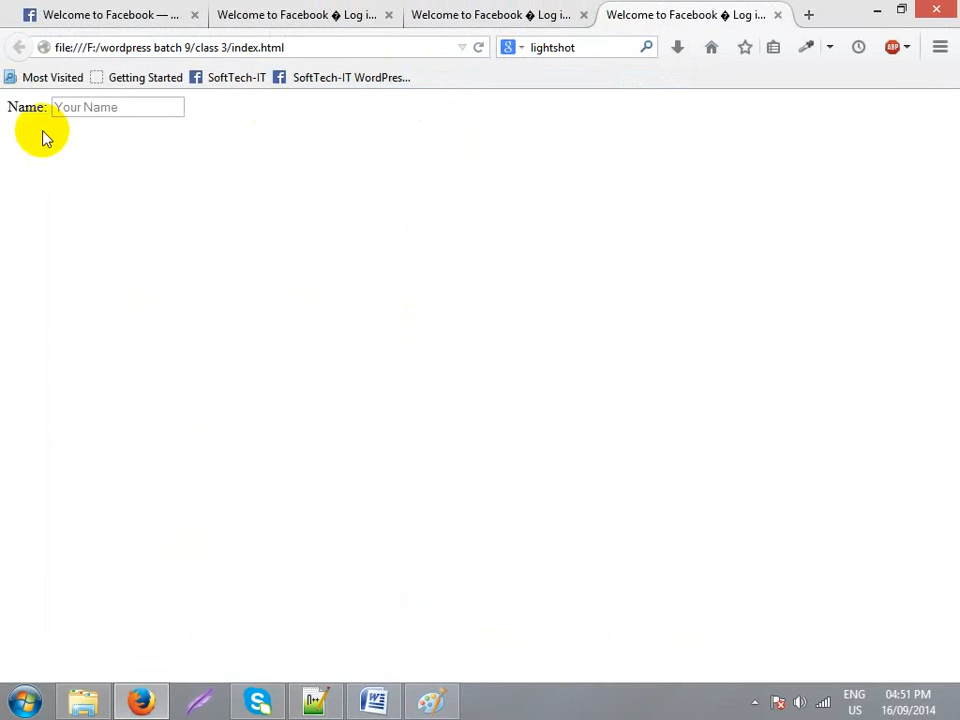 Welcome to Facebook — ...
Welcome to Facebook � Log i...
Welcome to Facebook � Log i...
Welcome to Facebook � Log i...
file:///F:/wordpress batch 9/class 3/index.html
lightshot
ABP
Most Visited
Getting Started
SoftTech-IT
SoftTech-IT WordPres...
Name:
Your Name
ENG
US
04:51 PM
16/09/2014